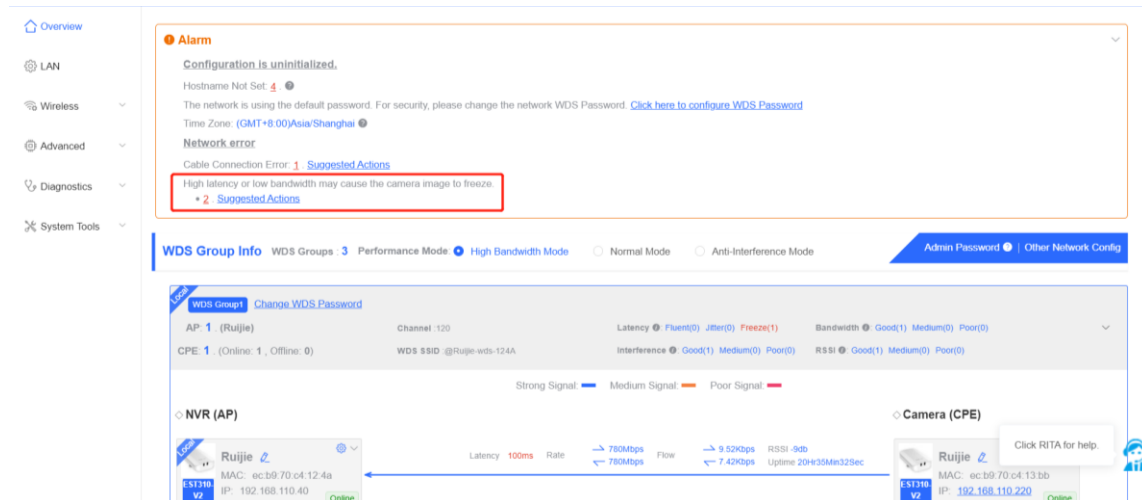 Overview
LAN
Wireless
Advanced
Diagnostics
System Tools
Alarm
Configuration is uninitialized.
Hostname Not Set: 4 .
The network is using the default password. For security, please change the network WDS Password. Click here to configure WDS Password
Time Zone: (GMT+8:00)Asia/Shanghai
Network error
Cable Connection Error: 1 . Suggested Actions
High latency or low bandwidth may cause the camera image to freeze.
• 2 . Suggested Actions
WDS Group Info WDS Groups : 3 Performance Mode High Bandwidth Mode Normal Mode Anti-Interference Mode Admin Password | Other Network Config
Local
WDS Group1 Change WDS Password
AP: 1 . (Ruijie) Channel :120 Latency : Fluent(0) Jitter(0) Freeze(1) Bandwidth : Good(1) Medium(0) Poor(0)
CPE: 1 . (Online: 1 , Offline: 0) WDS SSID :@Ruijie-wds-124A Interference : Good(1) Medium(0) Poor(0) RSSI : Good(1) Medium(0) Poor(0)
Strong Signal: Medium Signal: Poor Signal:
NVR (AP) Camera (CPE)
Click RITA for help.
Local
Ruijie
MAC: ec:b9:70:c4:12:4a
IP: 192.168.110.40
EST310-V2
Online
Latency 100ms Rate 780Mbps 780Mbps Flow 9.52Kbps 7.42Kbps RSSI -9db Uptime 20Hr35Min32Sec
Ruijie
MAC: ec:b9:70:c4:13:bb
IP: 192.168.110.220
EST310-V2
Online